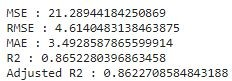 MSE : 21.28944184250869
RMSE : 4.6140483138463875
MAE : 3.4928587865599914
R2 : 0.8652280396863458
Adjusted R2 : 0.8622708584843188